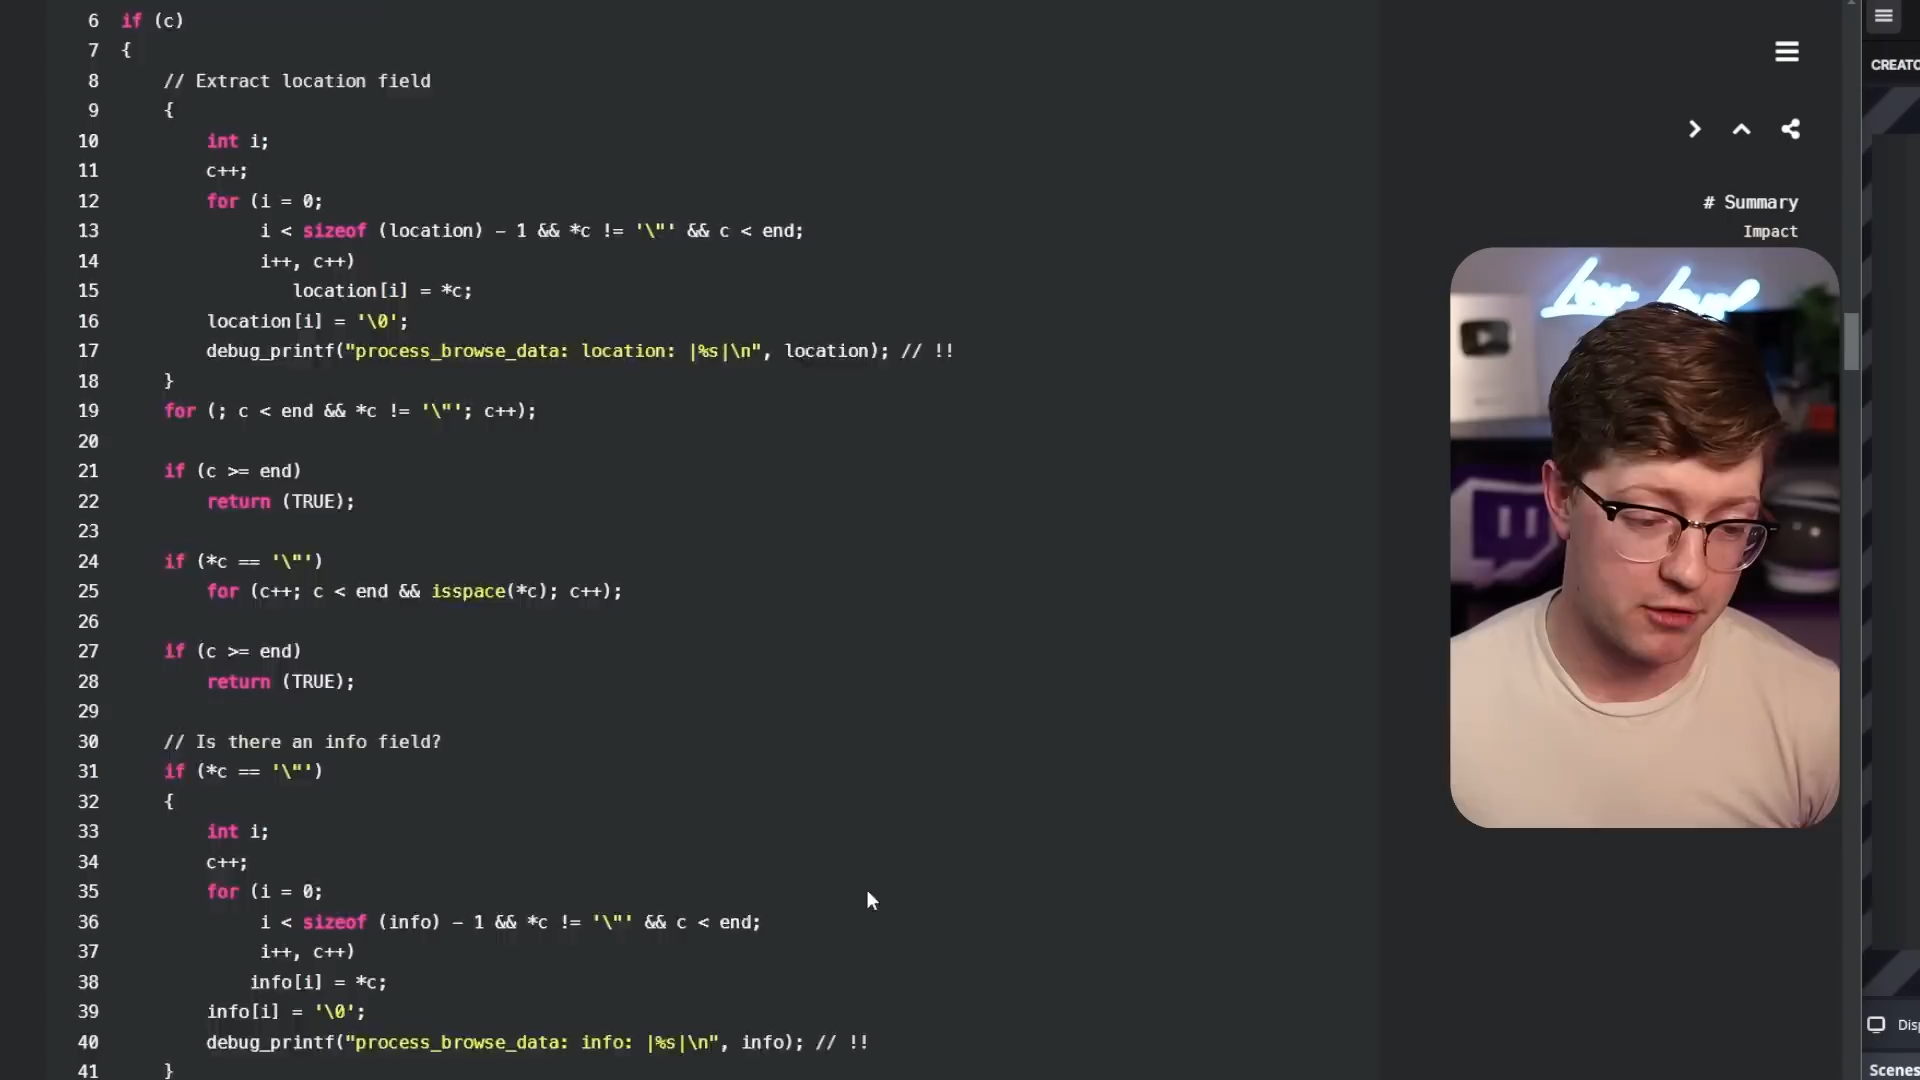 6 if (c)
7 {
8 // Extract location field
9 {
10 int i;
11 c++;
12 for (i = 0;
13 i < sizeof (location) - 1 && *c != '\"' && c < end;
14 i++, c++)
15 location[i] = *c;
16 location[i] = '\0';
17 debug_printf("process_browse_data: location: |%s|\n", location); // !!
18 }
19 for (; c < end && *c != '\"'; c++);
20
21 if (c >= end)
22 return (TRUE);
23
24 if (*c == '\"')
25 for (c++; c < end && isspace(*c); c++);
26
27 if (c >= end)
28 return (TRUE);
29
30 // Is there an info field?
31 if (*c == '\"')
32 {
33 int i;
34 c++;
35 for (i = 0;
36 i < sizeof (info) - 1 && *c != '\"' && c < end;
37 i++, c++)
38 info[i] = *c;
39 info[i] = '\0';
40 debug_printf("process_browse_data: info: |%s|\n", info); // !!
41 }
# Summary
Impact
Low Level
CREATO
Disp
Scenes